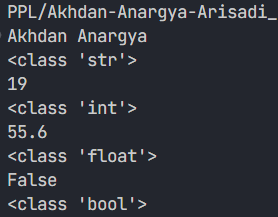 PPL/Akhdan-Anargya-Arisadi_
Akhdan Anargya
<class 'str'>
19
<class 'int'>
55.6
<class 'float'>
False
<class 'bool'>